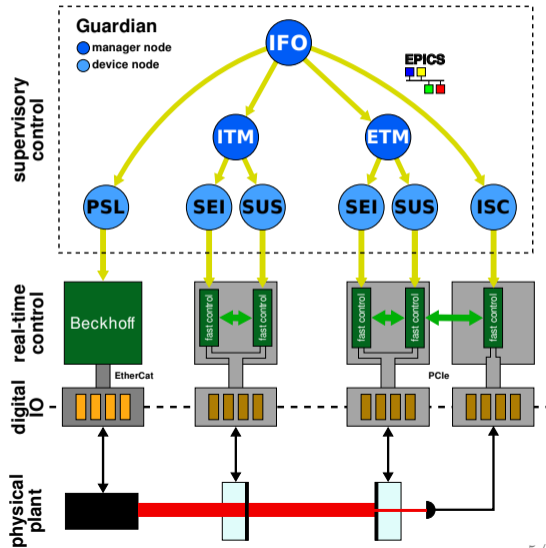 Guardian
manager node
device node
EPICS
IFO
ITM
ETM
PSL
SEI
SUS
SEI
SUS
ISC
supervisory
control
Beckhoff
fast control
fast control
fast control
fast control
fast control
real-time
control
EtherCat
PCIe
digital
IO
physical
plant